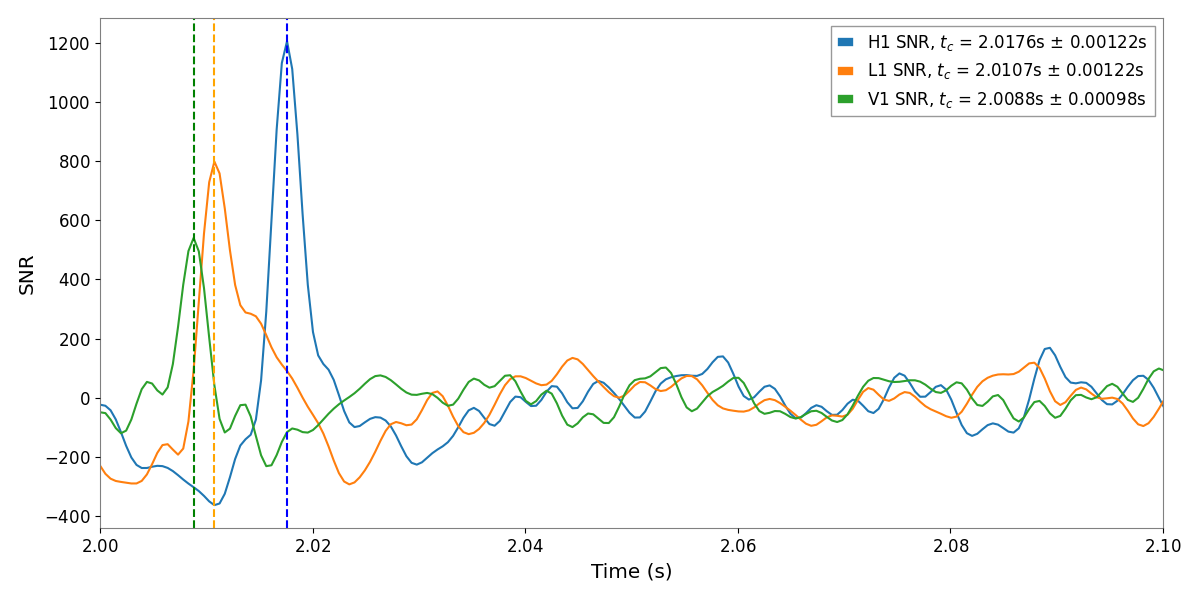 1200
1000
800
600
400
200
0
−200
−400
SNR
H1 SNR, t_c = 2.0176s ± 0.00122s
L1 SNR, t_c = 2.0107s ± 0.00122s
V1 SNR, t_c = 2.0088s ± 0.00098s
2.00 2.02 2.04 2.06 2.08 2.10
Time (s)